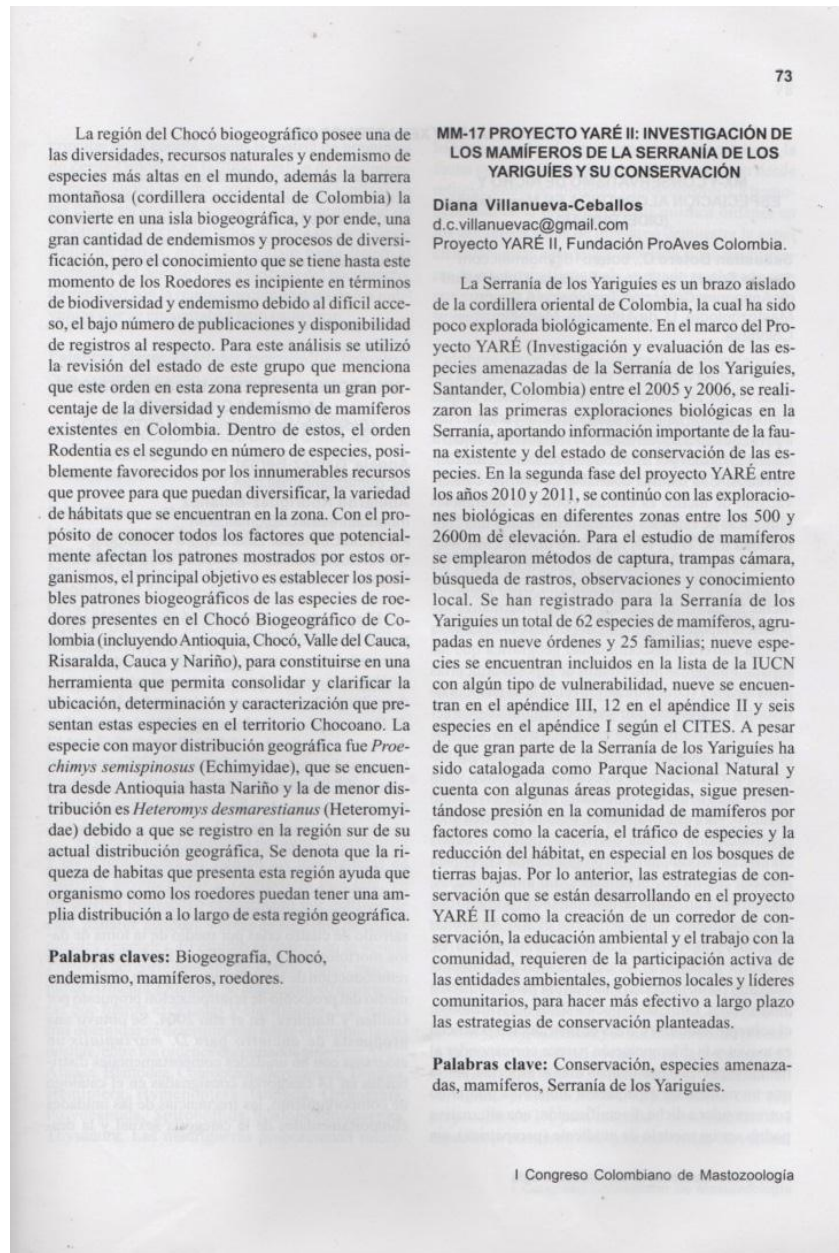 73
La región del Chocó biogeográfico posee una de
las diversidades, recursos naturales y endemismo de
especies más altas en el mundo, además la barrera
montañosa (cordillera occidental de Colombia) la
convierte en una isla biogeográfica, y por ende, una
gran cantidad de endemismos y procesos de diversi-
ficación, pero el conocimiento que se tiene hasta este
momento de los Roedores es incipiente en términos
de biodiversidad y endemismo debido al difícil acce-
so, el bajo número de publicaciones y disponibilidad
de registros al respecto. Para este análisis se utilizó
la revisión del estado de este grupo que menciona
que este orden en esta zona representa un gran por-
centaje de la diversidad y endemismo de mamíferos
existentes en Colombia. Dentro de estos, el orden
Rodentia es el segundo en número de especies, posi-
blemente favorecidos por los innumerables recursos
que provee para que puedan diversificar, la variedad
de hábitats que se encuentran en la zona. Con el pro-
pósito de conocer todos los factores que potencial-
mente afectan los patrones mostrados por estos or-
ganismos, el principal objetivo es establecer los posi-
bles patrones biogeográficos de las especies de roe-
dores presentes en el Chocó Biogeográfico de Co-
lombia (incluyendo Antioquia, Chocó, Valle del Cauca,
Risaralda, Cauca y Nariño), para constituirse en una
herramienta que permita consolidar y clarificar la
ubicación, determinación y caracterización que pre-
sentan estas especies en el territorio Chocoano. La
especie con mayor distribución geográfica fue Proe-
chimys semispinosus (Echimyidae), que se encuen-
tra desde Antioquia hasta Nariño y la de menor dis-
tribución es Heteromys desmarestianus (Heteromyi-
dae) debido a que se registro en la región sur de su
actual distribución geográfica, Se denota que la ri-
queza de habitas que presenta esta región ayuda que
organismo como los roedores puedan tener una am-
plia distribución a lo largo de esta región geográfica.
Palabras claves: Biogeografía, Chocó,
endemismo, mamíferos, roedores.
MM-17 PROYECTO YARÉ II: INVESTIGACIÓN DE
LOS MAMÍFEROS DE LA SERRANÍA DE LOS
YARIGUÍES Y SU CONSERVACIÓN
Diana Villanueva-Ceballos
d.c.villanuevac@gmail.com
Proyecto YARÉ II, Fundación ProAves Colombia.
La Serranía de los Yariguíes es un brazo aislado
de la cordillera oriental de Colombia, la cual ha sido
poco explorada biológicamente. En el marco del Pro-
yecto YARÉ (Investigación y evaluación de las es-
pecies amenazadas de la Serranía de los Yariguíes,
Santander, Colombia) entre el 2005 y 2006, se reali-
zaron las primeras exploraciones biológicas en la
Serranía, aportando información importante de la fau-
na existente y del estado de conservación de las es-
pecies. En la segunda fase del proyecto YARÉ entre
los años 2010 y 2011, se continúo con las exploracio-
nes biológicas en diferentes zonas entre los 500 y
2600m de elevación. Para el estudio de mamíferos
se emplearon métodos de captura, trampas cámara,
búsqueda de rastros, observaciones y conocimiento
local. Se han registrado para la Serranía de los
Yariguíes un total de 62 especies de mamíferos, agru-
padas en nueve órdenes y 25 familias; nueve espe-
cies se encuentran incluidos en la lista de la IUCN
con algún tipo de vulnerabilidad, nueve se encuen-
tran en el apéndice III, 12 en el apéndice II y seis
especies en el apéndice I según el CITES. A pesar
de que gran parte de la Serranía de los Yariguíes ha
sido catalogada como Parque Nacional Natural y
cuenta con algunas áreas protegidas, sigue presen-
tándose presión en la comunidad de mamíferos por
factores como la cacería, el tráfico de especies y la
reducción del hábitat, en especial en los bosques de
tierras bajas. Por lo anterior, las estrategias de con-
servación que se están desarrollando en el proyecto
YARÉ II como la creación de un corredor de con-
servación, la educación ambiental y el trabajo con la
comunidad, requieren de la participación activa de
las entidades ambientales, gobiernos locales y líderes
comunitarios, para hacer más efectivo a largo plazo
las estrategias de conservación planteadas.
Palabras clave: Conservación, especies amenaza-
das, mamíferos, Serranía de los Yariguíes.
I Congreso Colombiano de Mastozoología